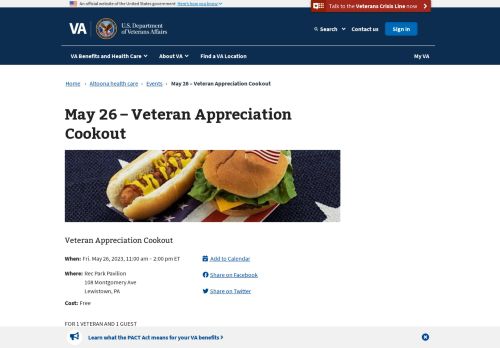 An official website of the United States government Here's how you know
Talk to the Veterans Crisis Line now
VA
U.S. Department
of Veterans Affairs
Search
Contact us
Sign in
VA Benefits and Health Care
About VA
Find a VA Location
My VA
Home › Altoona health care › Events › May 26 – Veteran Appreciation Cookout
May 26 – Veteran Appreciation
Cookout
Veteran Appreciation Cookout
When: Fri. May 26, 2023, 11:00 am – 2:00 pm ET
Add to Calendar
Where: Rec Park Pavilion
Share on Facebook
108 Montgomery Ave
Lewistown, PA
Share on Twitter
Cost: Free
FOR 1 VETERAN AND 1 GUEST
Learn what the PACT Act means for your VA benefits